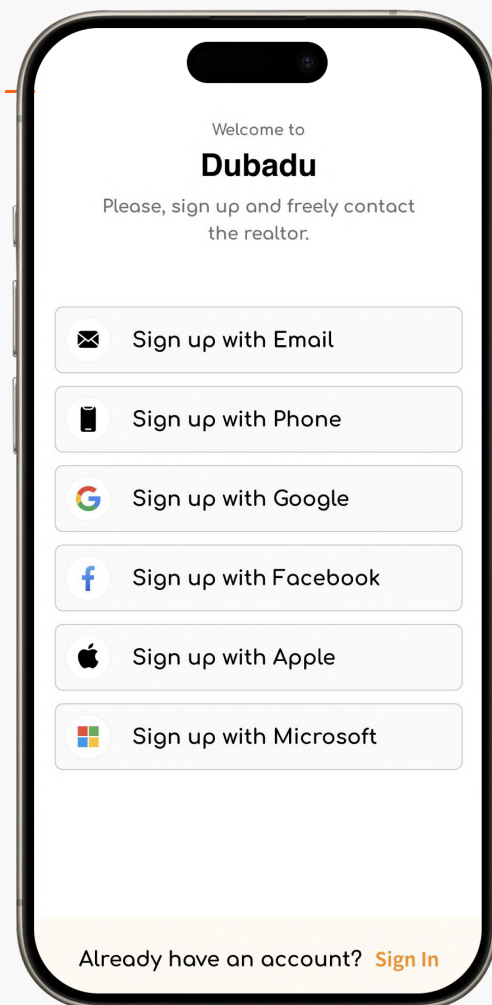 Welcome to
Dubadu
Please, sign up and freely contact
the realtor.
Sign up with Email
Sign up with Phone
Sign up with Google
Sign up with Facebook
Sign up with Apple
Sign up with Microsoft
Already have an account? Sign In